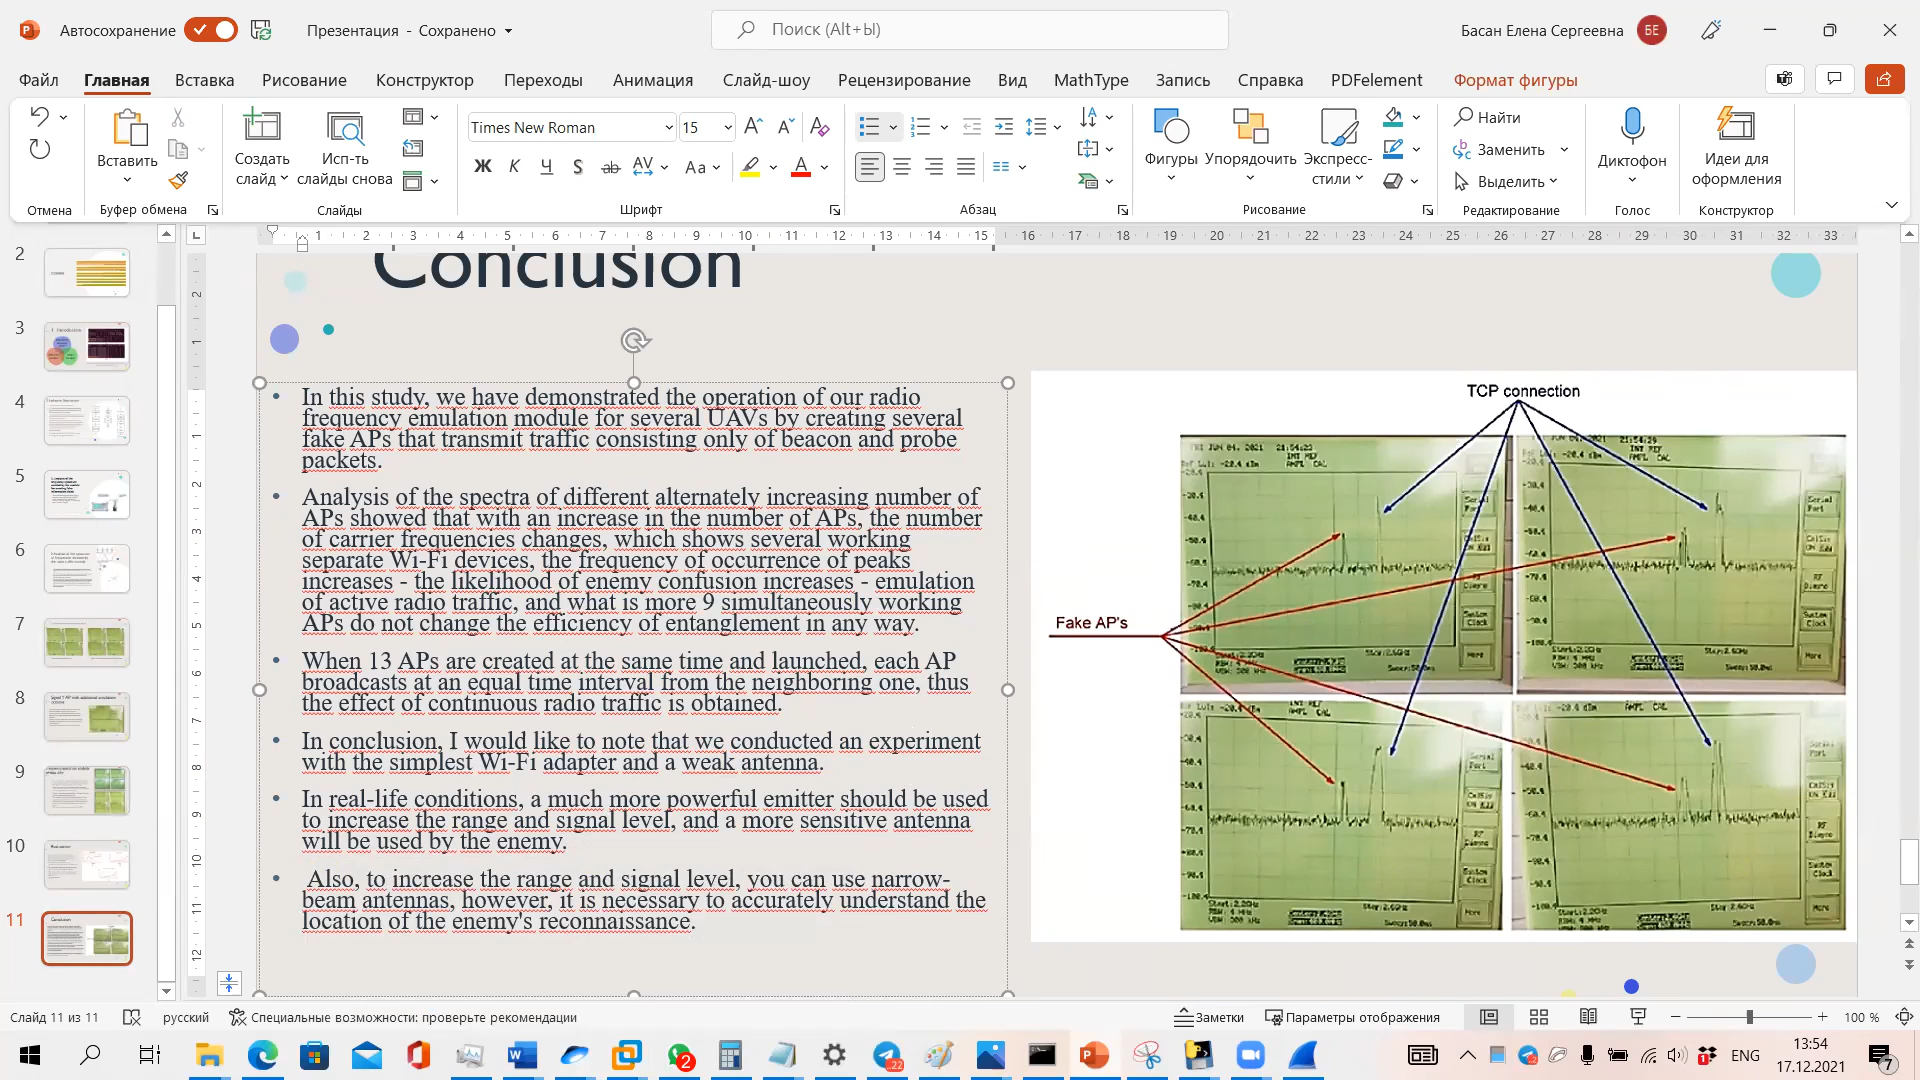 Автосохранение
Презентация - Сохранено
Поиск (Alt+Ы)
Басан Елена Сергеевна
БЕ
Файл Главная Вставка Рисование Конструктор Переходы Анимация Слайд-шоу Рецензирование Вид MathType Запись Справка PDFelement Формат фигуры
Вставить
Создать
слайд
Исп-ть
слайды снова
Times New Roman
15
Фигуры
Упорядочить
Экспресс-
стили
Найти
Заменить
Выделить
Диктофон
Идеи для
оформления
Отмена
Буфер обмена
Слайды
Шрифт
Абзац
Рисование
Редактирование
Голос
Конструктор
2
3
4
5
6
7
8
9
10
11
Conclusion
• In this study, we have demonstrated the operation of our radio
frequency emulation module for several UAVs by creating several
fake APs that transmit traffic consisting only of beacon and probe
packets.
• Analysis of the spectra of different alternately increasing number of
APs showed that with an increase in the number of APs, the number
of carrier frequencies changes, which shows several working
separate Wi-Fi devices, the frequency of occurrence of peaks
increases - the likelihood of enemy confusion increases - emulation
of active radio traffic, and what is more 9 simultaneously working
APs do not change the efficiency of entanglement in any way.
• When 13 APs are created at the same time and launched, each AP
broadcasts at an equal time interval from the neighboring one, thus
the effect of continuous radio traffic is obtained.
• In conclusion, I would like to note that we conducted an experiment
with the simplest Wi-Fi adapter and a weak antenna.
• In real-life conditions, a much more powerful emitter should be used
to increase the range and signal level, and a more sensitive antenna
will be used by the enemy.
• Also, to increase the range and signal level, you can use narrow-
beam antennas, however, it is necessary to accurately understand the
location of the enemy's reconnaissance.
TCP connection
Fake AP's
Слайд 11 из 11
русский
Специальные возможности: проверьте рекомендации
Заметки
Параметры отображения
100 %
ENG
13:54
17.12.2021